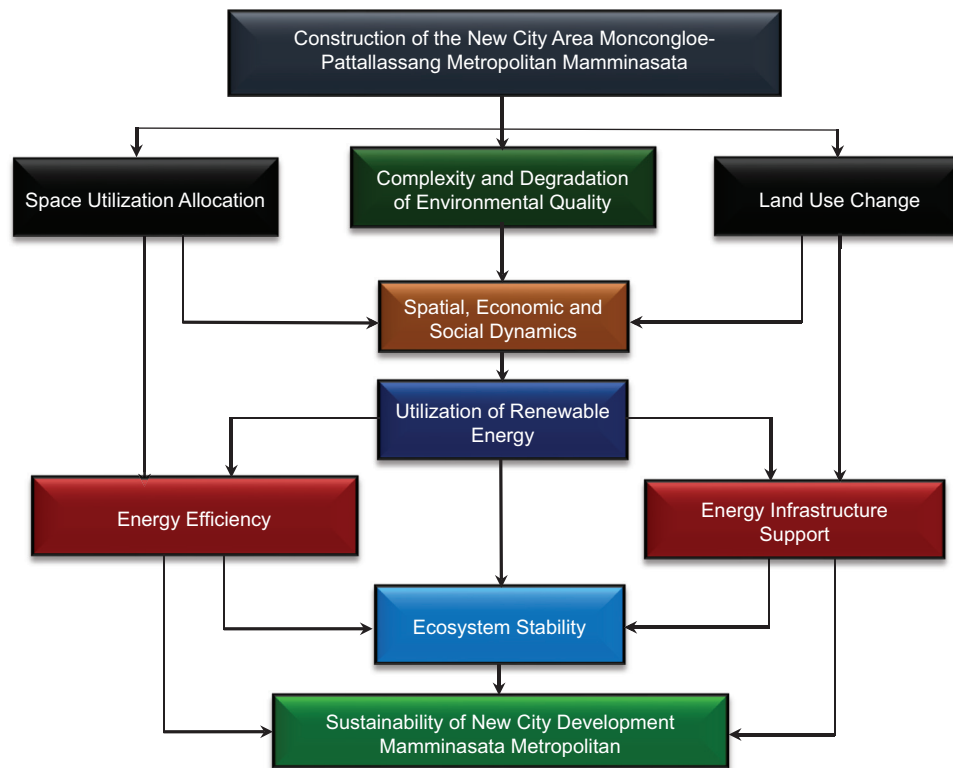 Construction of the New City Area Moncongloe-
Pattallassang Metropolitan Mamminasata
Space Utilization Allocation
Complexity and Degradation
of Environmental Quality
Land Use Change
Spatial, Economic and
Social Dynamics
Utilization of Renewable
Energy
Energy Efficiency
Energy Infrastructure
Support
Ecosystem Stability
Sustainability of New City Development
Mamminasata Metropolitan